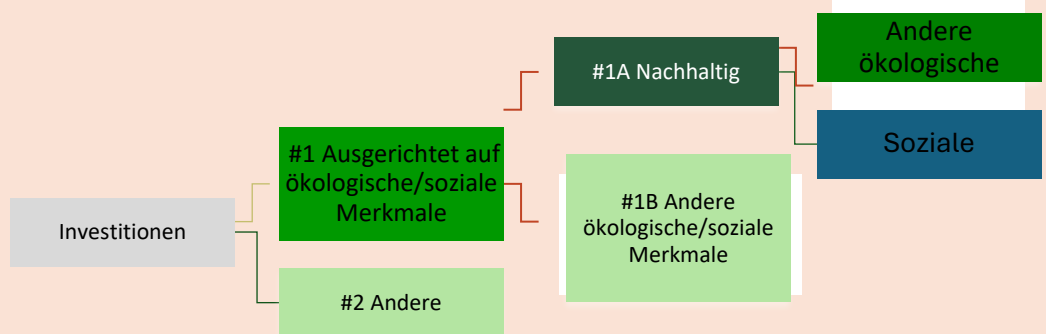 Investitionen
#1 Ausgerichtet auf
ökologische/soziale
Merkmale
#2 Andere
#1A Nachhaltig
#1B Andere
ökologische/soziale
Merkmale
Andere
ökologische
Soziale